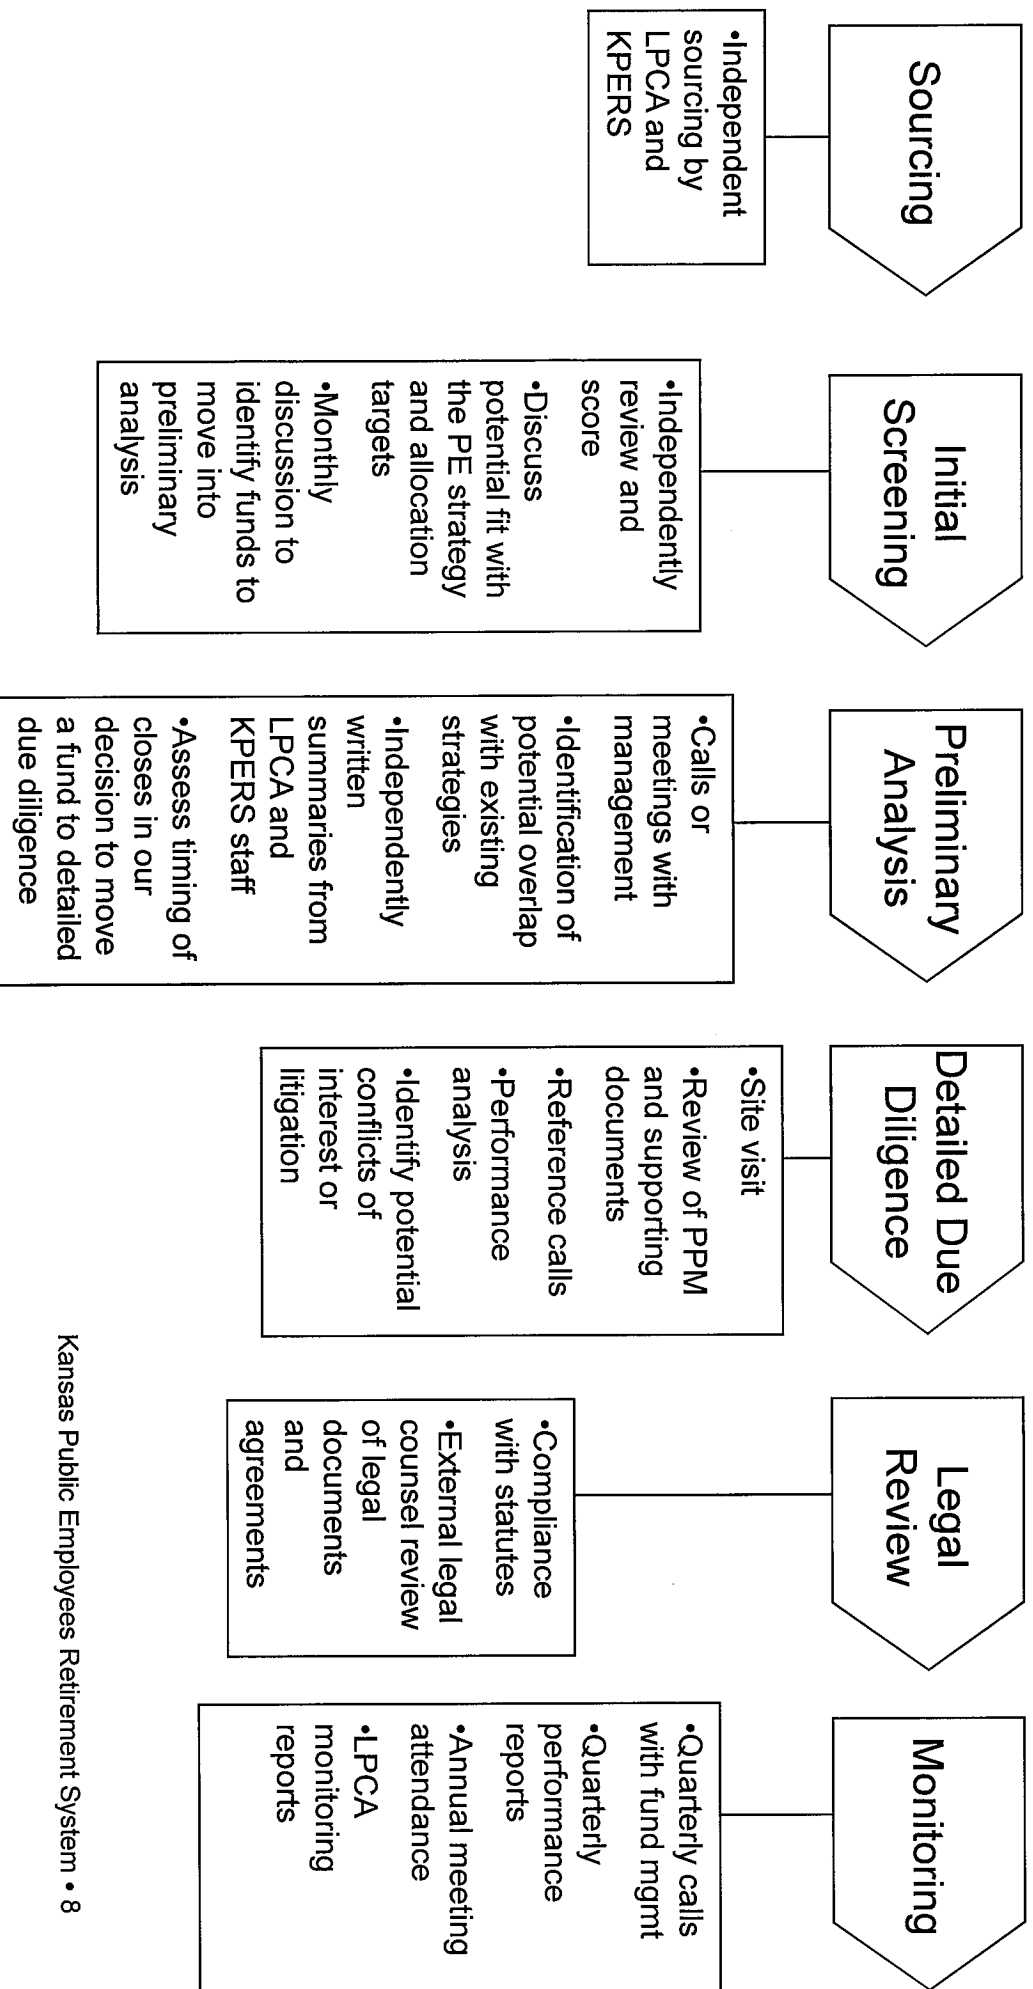 Sourcing
•Independent
sourcing by
LPCA and
KPERS
Initial
Screening
•Independently
review and
score
•Discuss
potential fit with
the PE strategy
and allocation
targets
•Monthly
discussion to
identify funds to
move into
preliminary
analysis
Preliminary
Analysis
•Calls or
meetings with
management
•Identification of
potential overlap
with existing
strategies
•Independently
written
summaries from
LPCA and
KPERS staff
•Assess timing of
closes in our
decision to move
a fund to detailed
due diligence
Detailed Due
Diligence
•Site visit
•Review of PPM
and supporting
documents
•Reference calls
•Performance
analysis
•Identify potential
conflicts of
interest or
litigation
Legal
Review
•Compliance
with statutes
•External legal
counsel review
of legal
documents
and
agreements
Monitoring
•Quarterly calls
with fund mgmt
•Quarterly
performance
reports
•Annual meeting
attendance
•LPCA
monitoring
reports
Kansas Public Employees Retirement System • 8